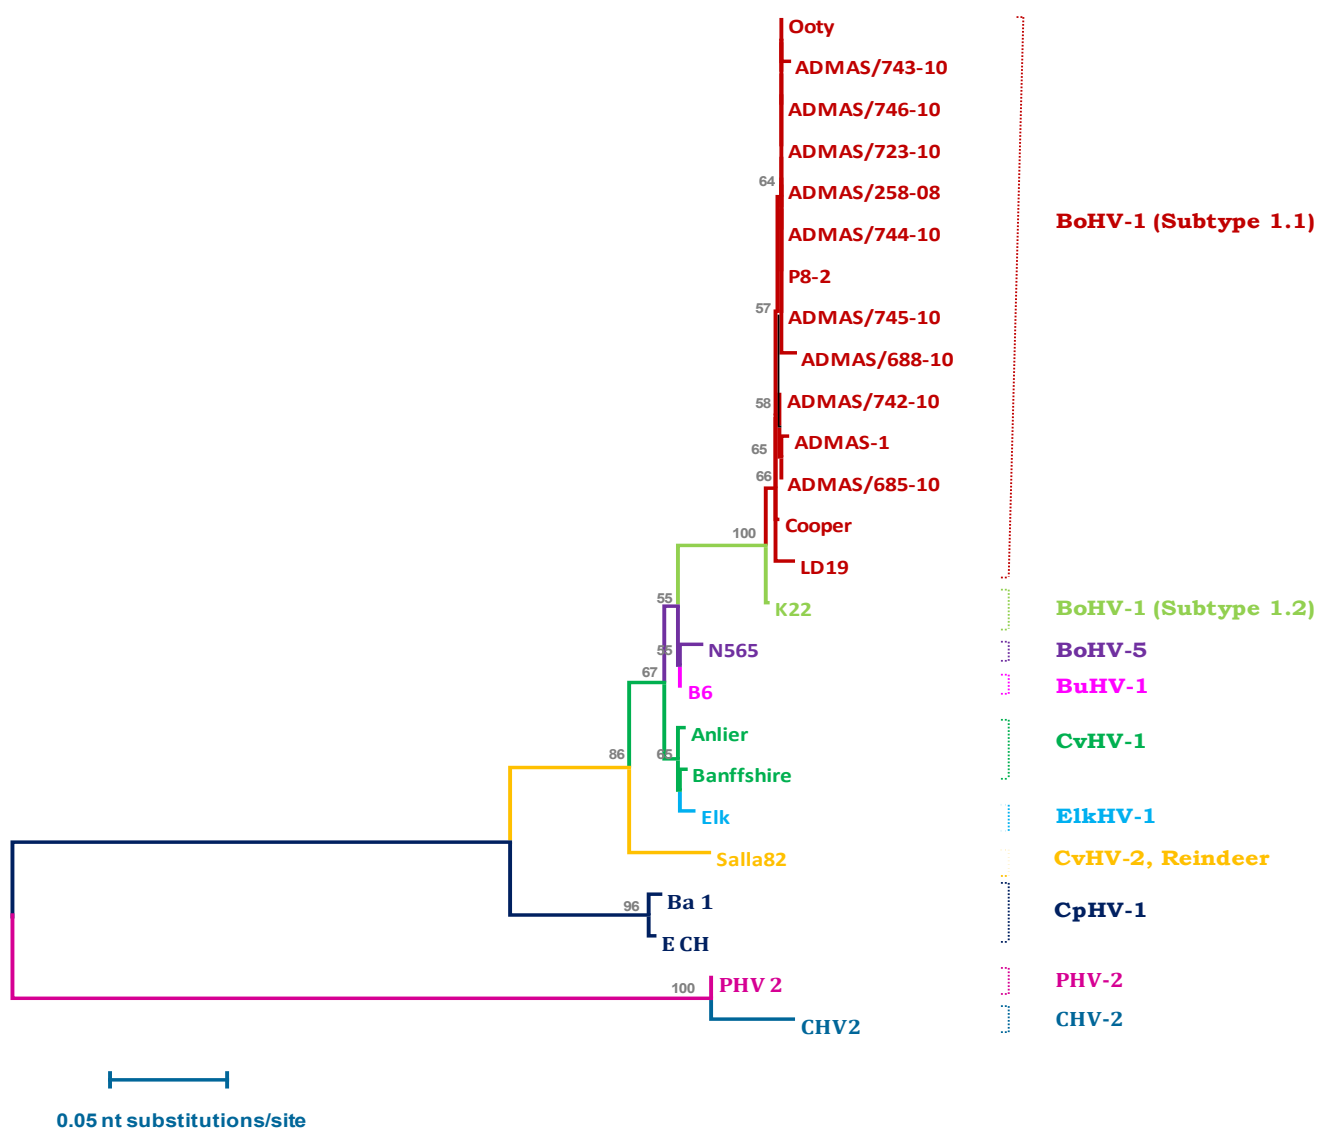 Ooty
ADMAS/743-10
ADMAS/746-10
ADMAS/723-10
64
ADMAS/258-08
BoHV-1 (Subtype 1.1)
ADMAS/744-10
P8-2
57
ADMAS/745-10
ADMAS/688-10
58
ADMAS/742-10
ADMAS-1
65
66
ADMAS/685-10
Cooper
100
LD19
55
K22
BoHV-1 (Subtype 1.2)
55
N565
BoHV-5
67
B6
BuHV-1
Anlier
CvHV-1
86
65
Banffshire
Elk
ElkHV-1
Salla82
CvHV-2, Reindeer
96
Ba 1
CpHV-1
E CH
100
PHV 2
PHV-2
CHV2
CHV-2
0.05 nt substitutions/site